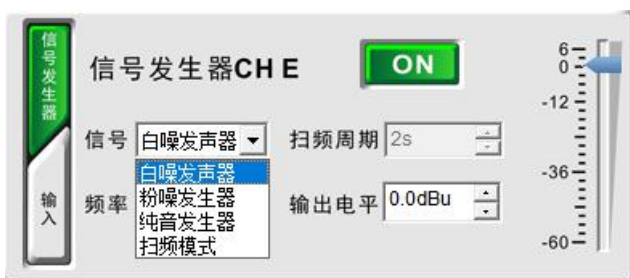 信号发生器
输入
信号发生器CH E
ON
信号
白噪发声器
扫频周期
2s
频率
白噪发声器
粉噪发生器
纯音发生器
扫频模式
输出电平
0.0dBu
6
0
-12
-36
-60